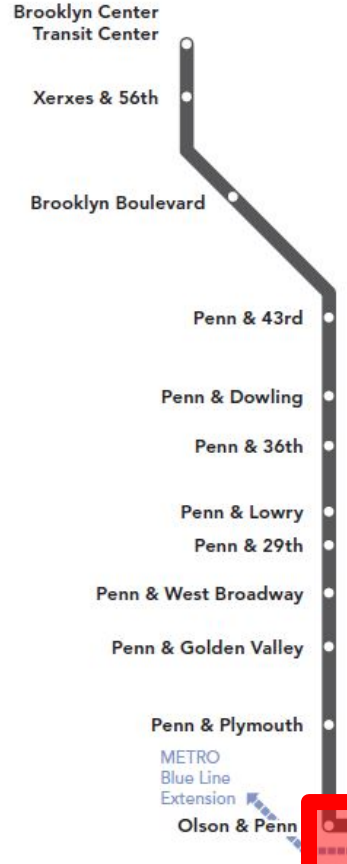 Brooklyn Center
Transit Center
Xerxes & 56th
Brooklyn Boulevard
Penn & 43rd
Penn & Dowling
Penn & 36th
Penn & Lowry
Penn & 29th
Penn & West Broadway
Penn & Golden Valley
Penn & Plymouth
METRO
Blue Line
Extension
Olson & Penn